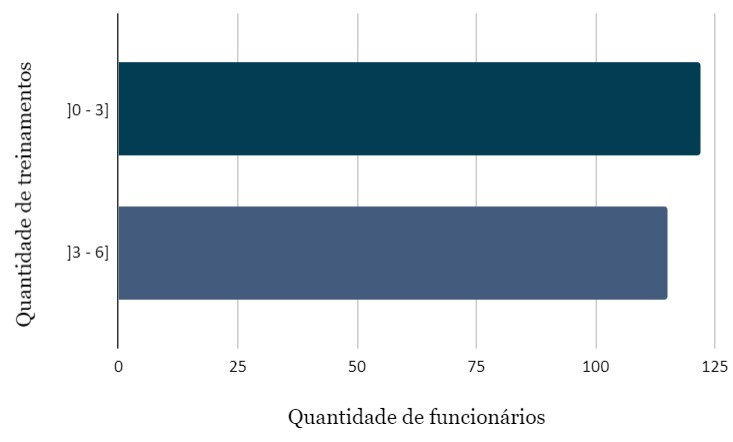 Quantidade de treinamentos
]0 - 3]
]3 - 6]
0 25 50 75 100 125
Quantidade de funcionários